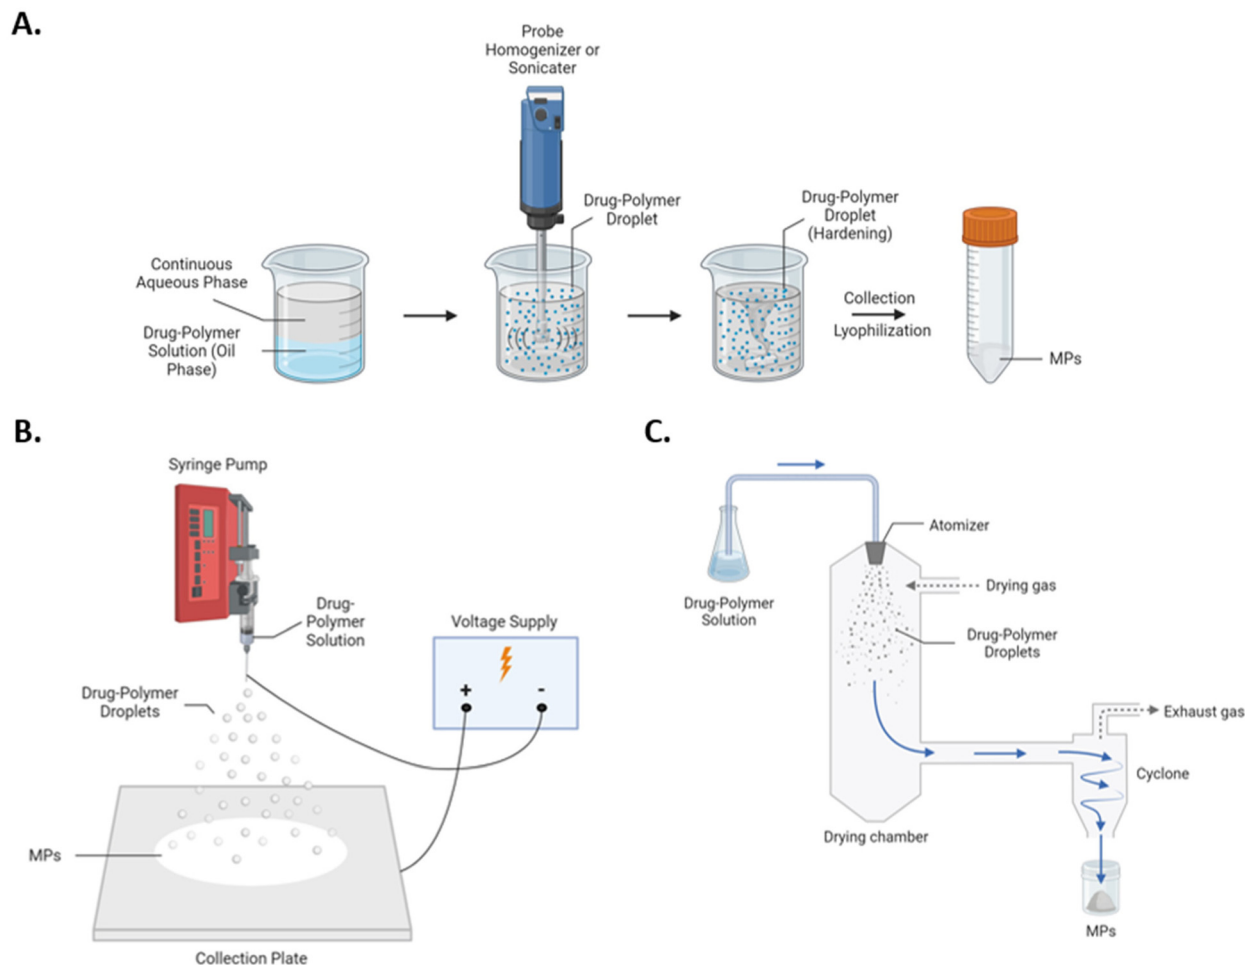 A.
Probe
Homogenizer or
Sonicater
Drug-Polymer
Droplet
Drug-Polymer
Droplet
(Hardening)
Continuous
Aqueous Phase
Drug-Polymer
Solution (Oil
Phase)
Collection
Lyophilization
MPs
B.
Syringe Pump
Drug-
Polymer
Solution
Voltage Supply
+
-
Drug-Polymer
Droplets
MPs
Collection Plate
C.
Atomizer
Drying gas
Drug-Polymer
Solution
Drug-Polymer
Droplets
Exhaust gas
Cyclone
Drying chamber
MPs